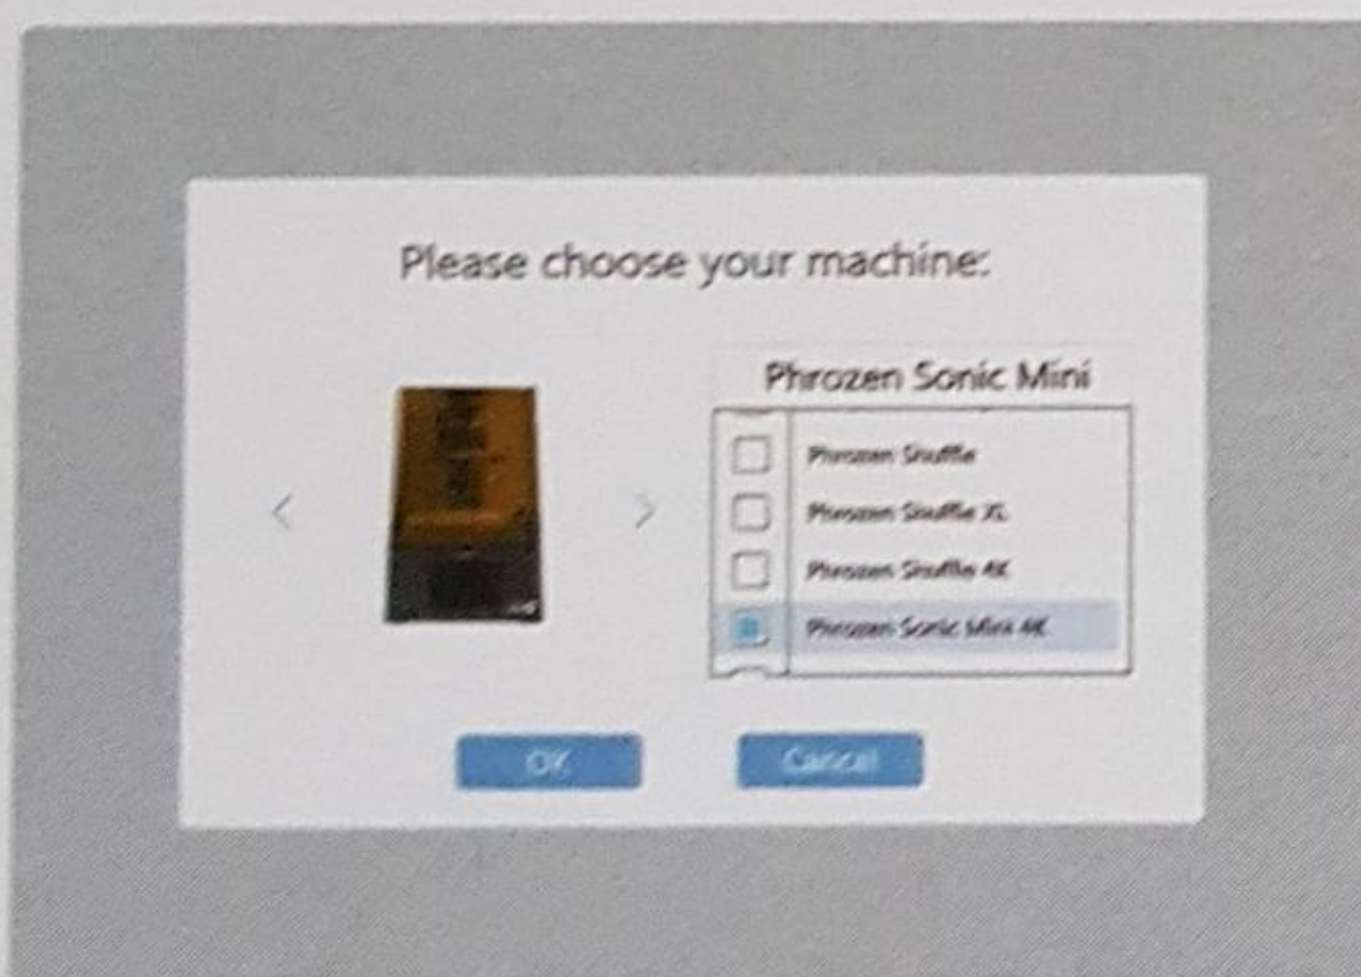 Please choose your machine:
Phrozen Sonic Mini
Phrozen Shuffle
Phrozen Shuffle XL
Phrozen Shuffle 4K
Phrozen Sonic Mini 4K
OK
Cancel